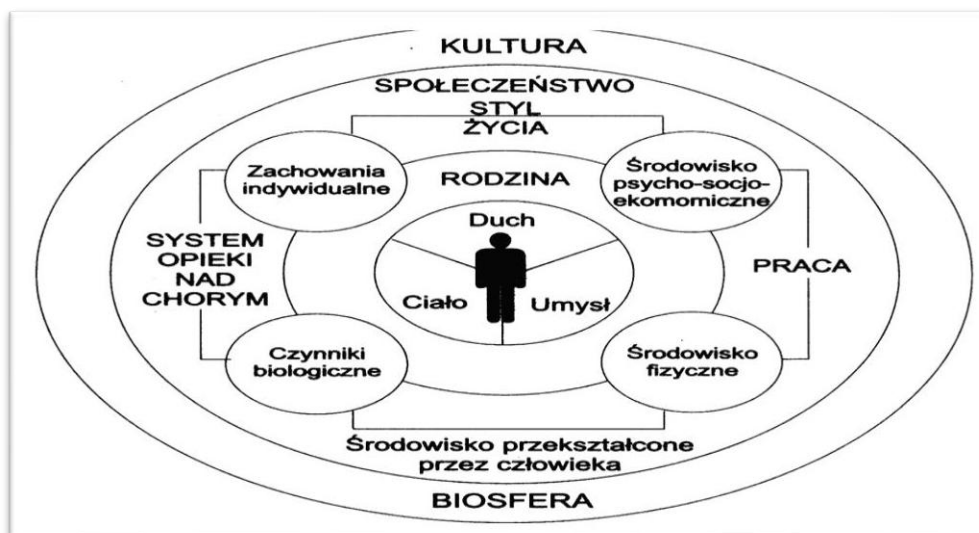 KULTURA
SPOŁECZEŃSTWO
STYL
ŻYCIA
Zachowania
indywidualne
RODZINA
Środowisko
psycho-socjo-
ekomomiczne
Duch
SYSTEM
OPIEKI
NAD
CHORYM
PRACA
Ciało
Umysł
Czynniki
biologiczne
Środowisko
fizyczne
Środowisko przekształcone
przez człowieka
BIOSFERA